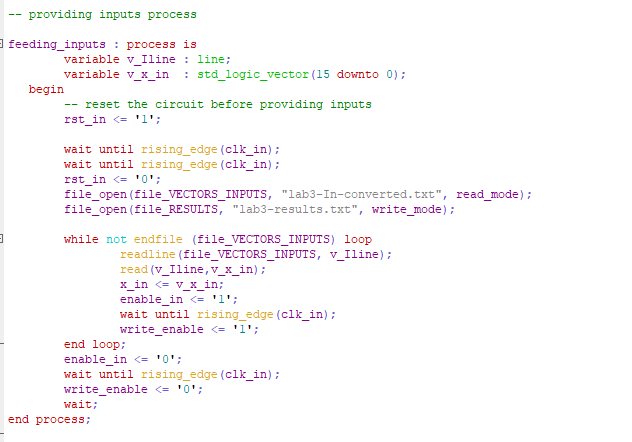 -- providing inputs process
feeding_inputs : process is
variable v_Iline : line;
variable v_x_in : std_logic_vector(15 downto 0);
begin
-- reset the circuit before providing inputs
rst_in <= '1';
wait until rising_edge(clk_in);
wait until rising_edge(clk_in);
rst_in <= '0';
file_open(file_VECTORS_INPUTS, "lab3-In-converted.txt", read_mode);
file_open(file_RESULTS, "lab3-results.txt", write_mode);
while not endfile (file_VECTORS_INPUTS) loop
readline(file_VECTORS_INPUTS, v_Iline);
read(v_Iline,v_x_in);
x_in <= v_x_in;
enable_in <= '1';
wait until rising_edge(clk_in);
write_enable <= '1';
end loop;
enable_in <= '0';
wait until rising_edge(clk_in);
write_enable <= '0';
wait;
end process;